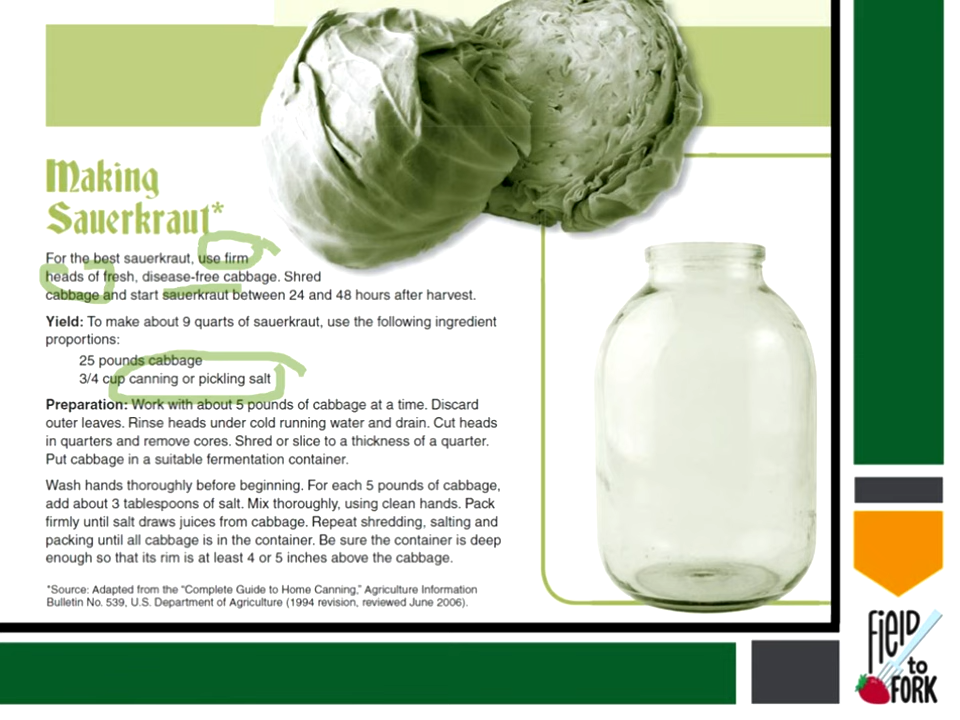 Making
Sauerkraut*
For the best sauerkraut, use firm
heads of fresh, disease-free cabbage. Shred
cabbage and start sauerkraut between 24 and 48 hours after harvest.
Yield: To make about 9 quarts of sauerkraut, use the following ingredient
proportions:
25 pounds cabbage
3/4 cup canning or pickling salt
Preparation: Work with about 5 pounds of cabbage at a time. Discard
outer leaves. Rinse heads under cold running water and drain. Cut heads
in quarters and remove cores. Shred or slice to a thickness of a quarter.
Put cabbage in a suitable fermentation container.
Wash hands thoroughly before beginning. For each 5 pounds of cabbage,
add about 3 tablespoons of salt. Mix thoroughly, using clean hands. Pack
firmly until salt draws juices from cabbage. Repeat shredding, salting and
packing until all cabbage is in the container. Be sure the container is deep
enough so that its rim is at least 4 or 5 inches above the cabbage.
*Source: Adapted from the "Complete Guide to Home Canning," Agriculture Information
Bulletin No. 539, U.S. Department of Agriculture (1994 revision, reviewed June 2006).
FiELD
to
FORK